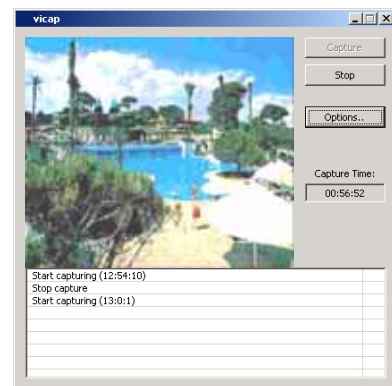 vicap
Capture
Stop
Options..
Capture Time:
00:56:52
Start capturing (12:54:10)
Stop capture
Start capturing (13:0:1)